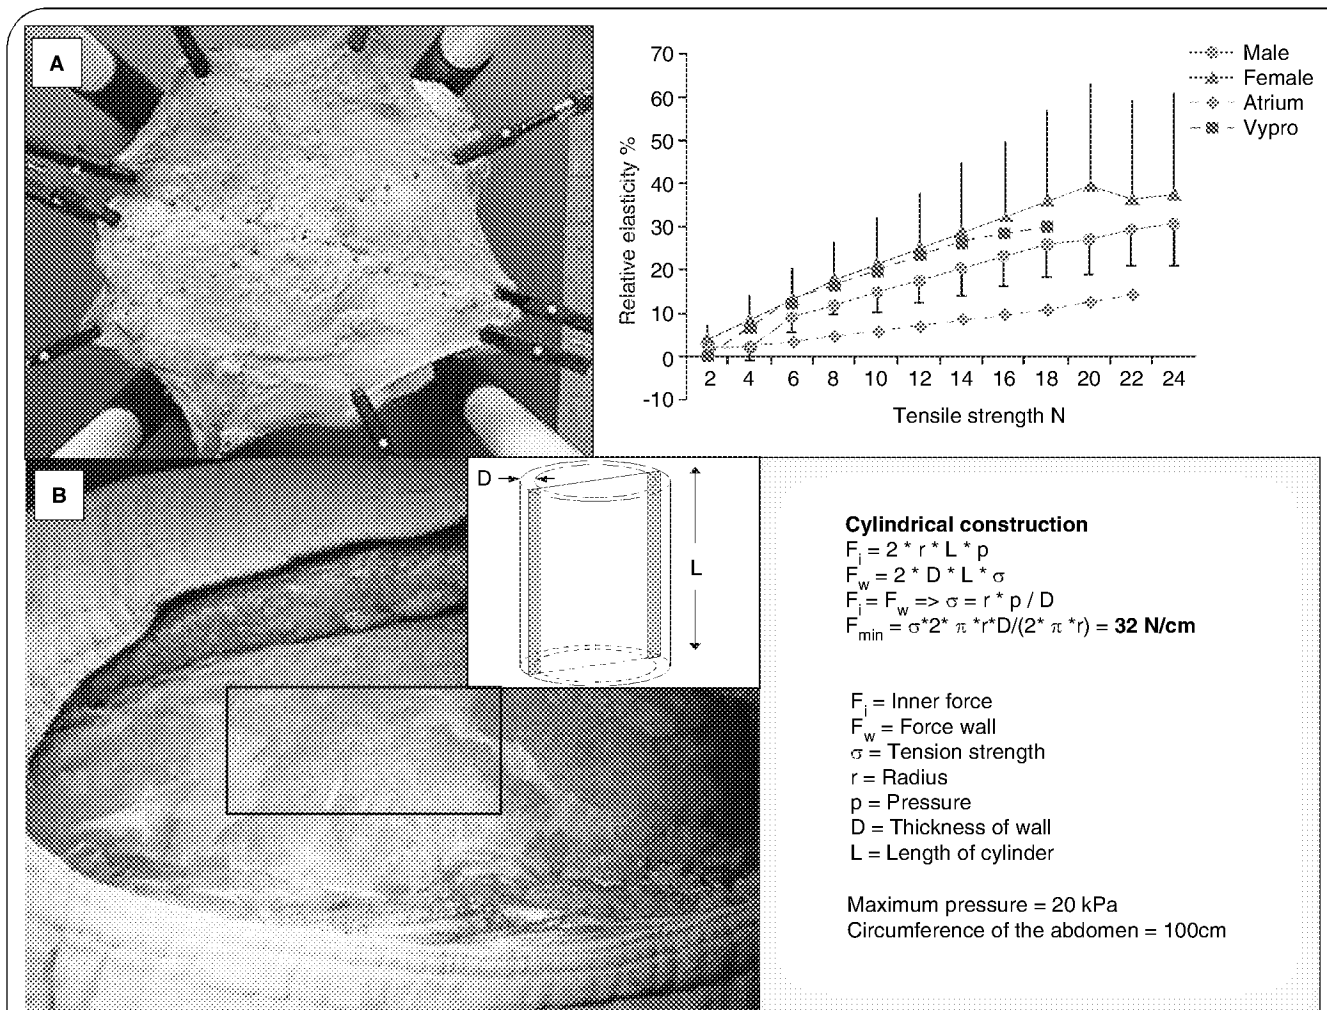 A
70
60
50
40
30
20
10
0
-10
Relative elasticity %
2 4 6 8 10 12 14 16 18 20 22 24
Tensile strength N
Male
Female
Atrium
Vypro
B
D
L
Cylindrical construction
F_i = 2 * r * L * p
F_w = 2 * D * L * σ
F_i = F_w => σ = r * p / D
F_min = σ*2* π *r*D/(2* π *r) = 32 N/cm
F_i = Inner force
F_w = Force wall
σ = Tension strength
r = Radius
p = Pressure
D = Thickness of wall
L = Length of cylinder
Maximum pressure = 20 kPa
Circumference of the abdomen = 100cm